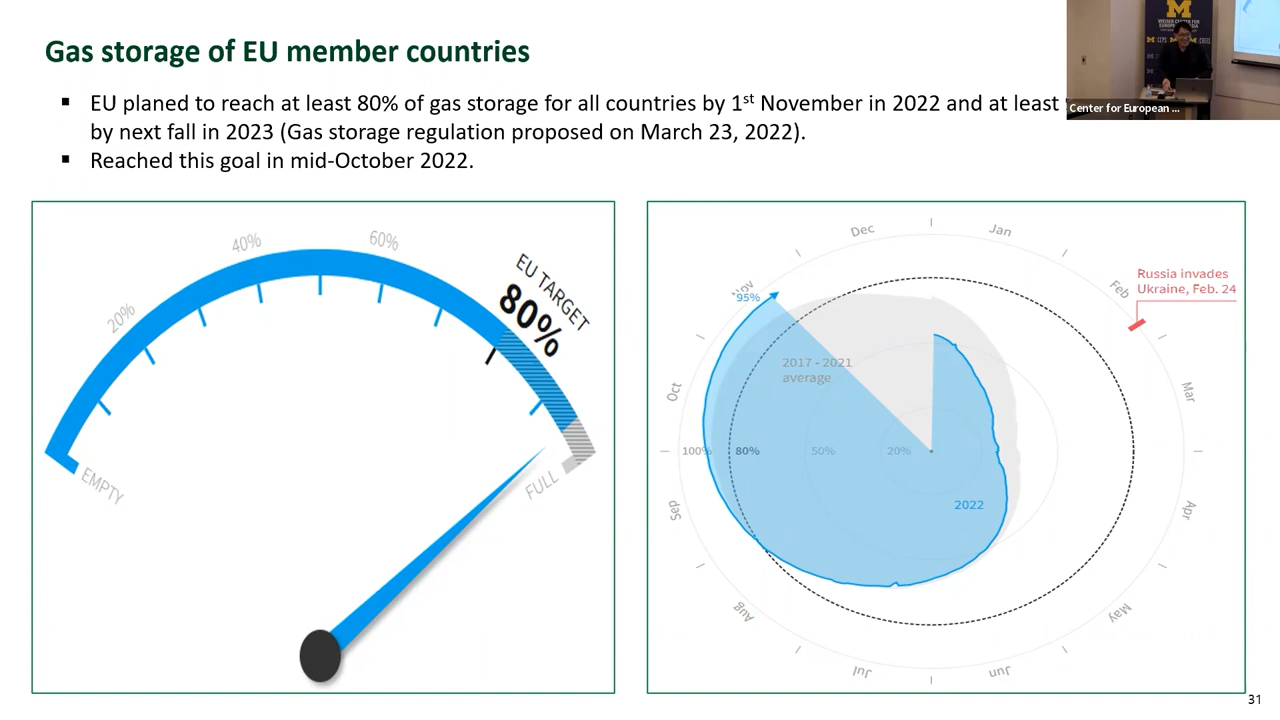 Gas storage of EU member countries
▪ EU planed to reach at least 80% of gas storage for all countries by 1st November in 2022 and at least
by next fall in 2023 (Gas storage regulation proposed on March 23, 2022).
▪ Reached this goal in mid-October 2022.
M
WEISER CENTER FOR
Center for European ...
20%
40%
60%
EU TARGET
80%
EMPTY
FULL
Dec
Jan
Russia invades
Ukraine, Feb. 24
Feb
Nov
95%
2017 - 2021
average
Oct
Mar
100%
80%
50%
20%
2022
Sep
Apr
Aug
May
Jul
Jun
31